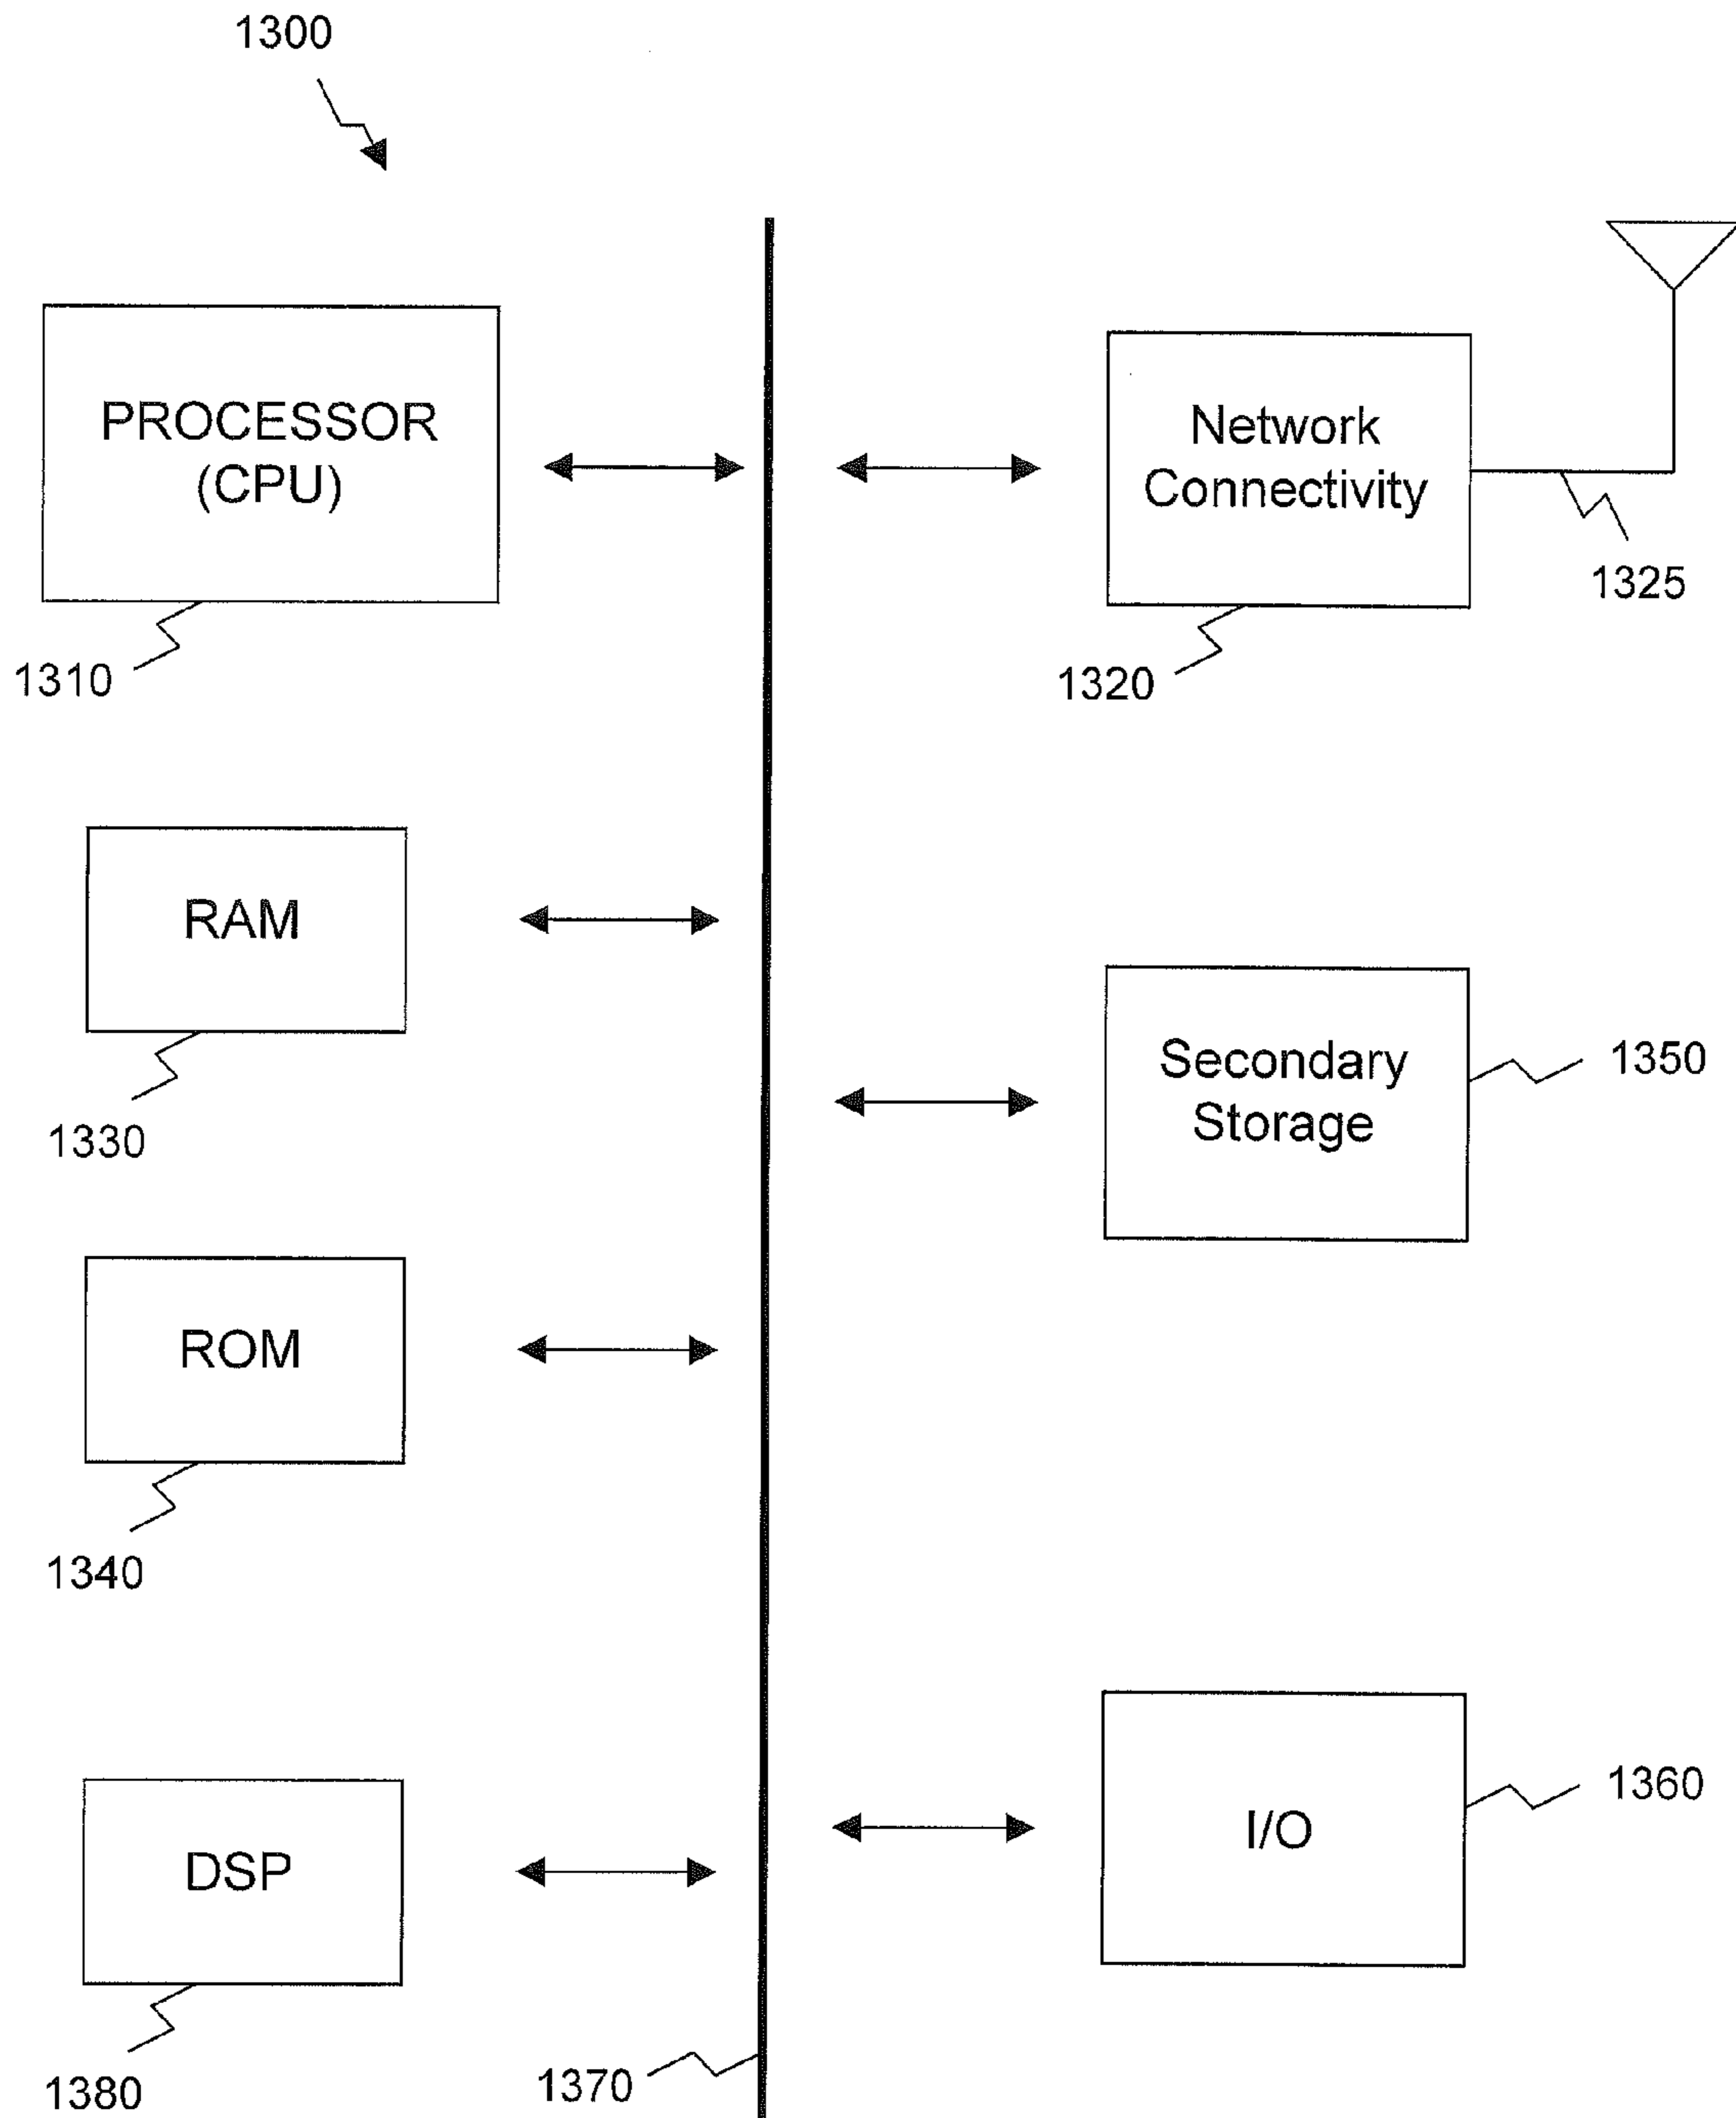 1300
PROCESSOR
(CPU)
1310
Network
Connectivity
1325
1320
RAM
1330
Secondary
Storage
1350
ROM
1340
I/O
1360
DSP
1380
1370